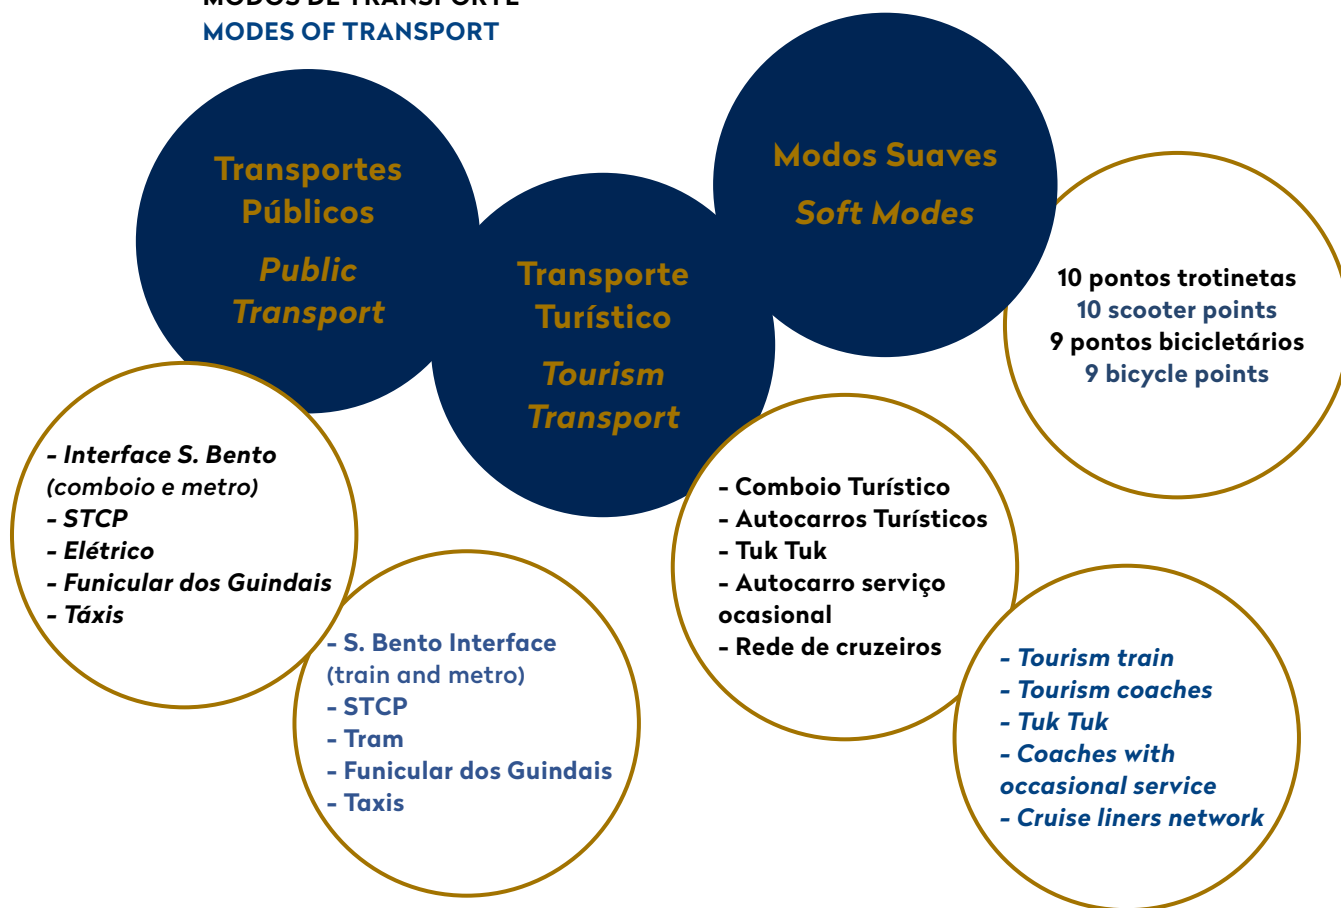 MODOS DE TRANSPORTE
MODES OF TRANSPORT
Transportes
Públicos
Public
Transport
Transporte
Turístico
Tourism
Transport
Modos Suaves
Soft Modes
10 pontos trotinetas
10 scooter points
9 pontos bicicletários
9 bicycle points
- Interface S. Bento
(comboio e metro)
- STCP
- Elétrico
- Funicular dos Guindais
- Táxis
- S. Bento Interface
(train and metro)
- STCP
- Tram
- Funicular dos Guindais
- Taxis
- Comboio Turístico
- Autocarros Turísticos
- Tuk Tuk
- Autocarro serviço
ocasional
- Rede de cruzeiros
- Tourism train
- Tourism coaches
- Tuk Tuk
- Coaches with
occasional service
- Cruise liners network